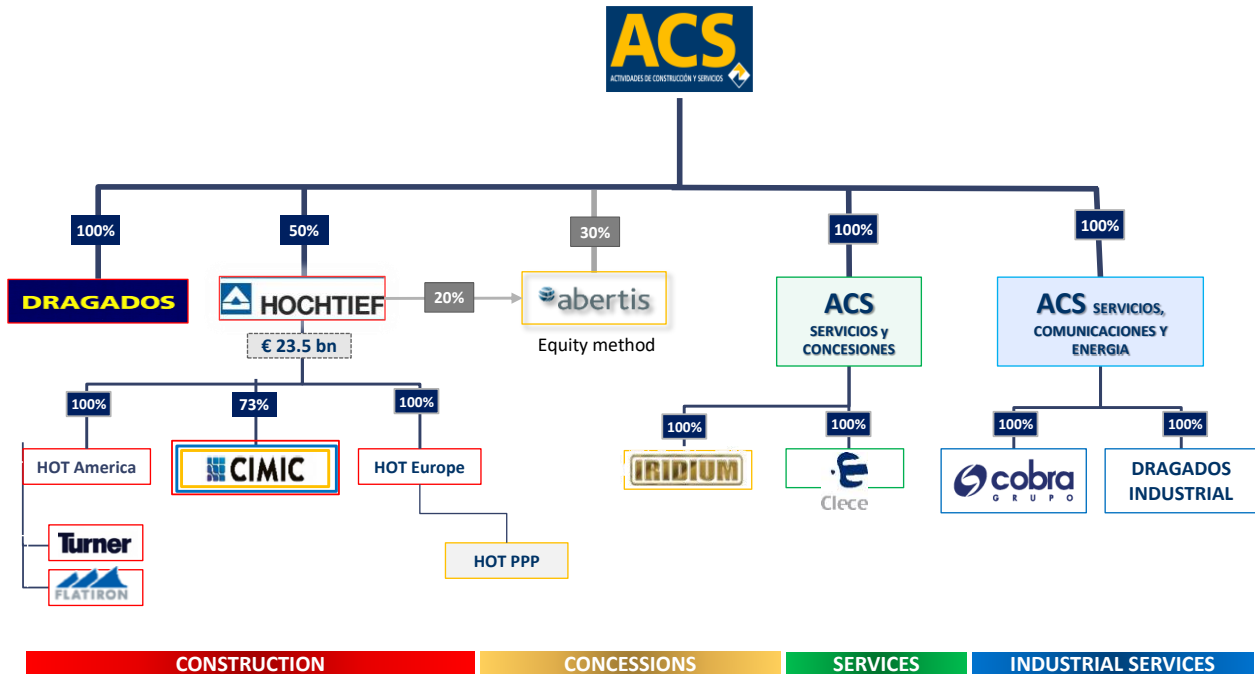 ACS
ACTIVIDADES DE CONSTRUCCIÓN Y SERVICIOS
100%
50%
30%
100%
100%
DRAGADOS
HOCHTIEF
20%
abertis
Equity method
ACS
SERVICIOS y
CONCESIONES
ACS SERVICIOS,
COMUNICACIONES Y
ENERGIA
€ 23.5 bn
100%
73%
100%
100%
100%
100%
100%
HOT America
CIMIC
HOT Europe
IRIDIUM
Clece
cobra
GRUPO
DRAGADOS
INDUSTRIAL
Turner
FLATIRON
HOT PPP
CONSTRUCTION
CONCESSIONS
SERVICES
INDUSTRIAL SERVICES